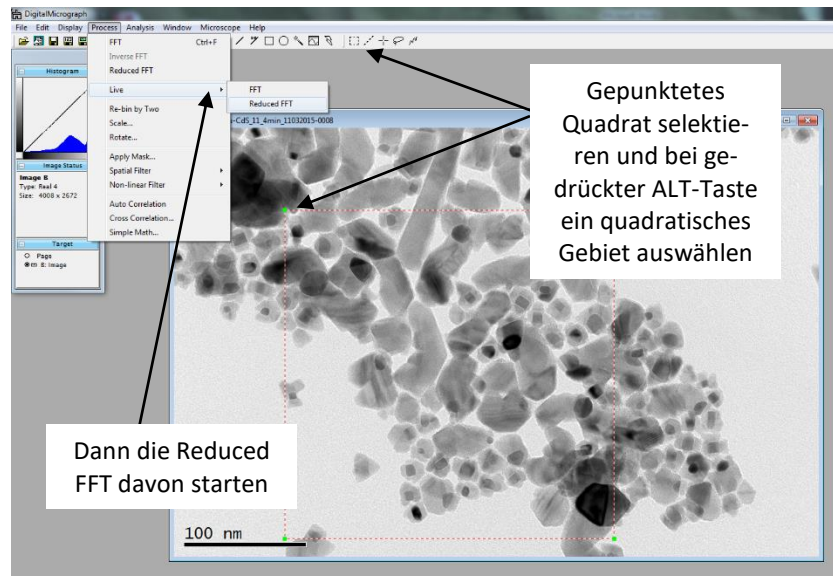 DigitalMicrograph
File Edit Display Process Analysis Window Microscope Help
FFT Ctrl+F
Inverse FFT
Reduced FFT
Live
FFT
Reduced FFT
Re-bin by Two
Scale...
Rotate...
Apply Mask...
Spatial Filter
Non-linear Filter
Auto Correlation
Cross Correlation...
Simple Math...
Histogram
Image Status
Image B
Type: Real 4
Size: 4008 x 2672
Target
Page
B: Image
-CdS_11_4min_11032015-0008
Gepunktetes
Quadrat selektie-
ren und bei ge-
drückter ALT-Taste
ein quadratisches
Gebiet auswählen
Dann die Reduced
FFT davon starten
100 nm